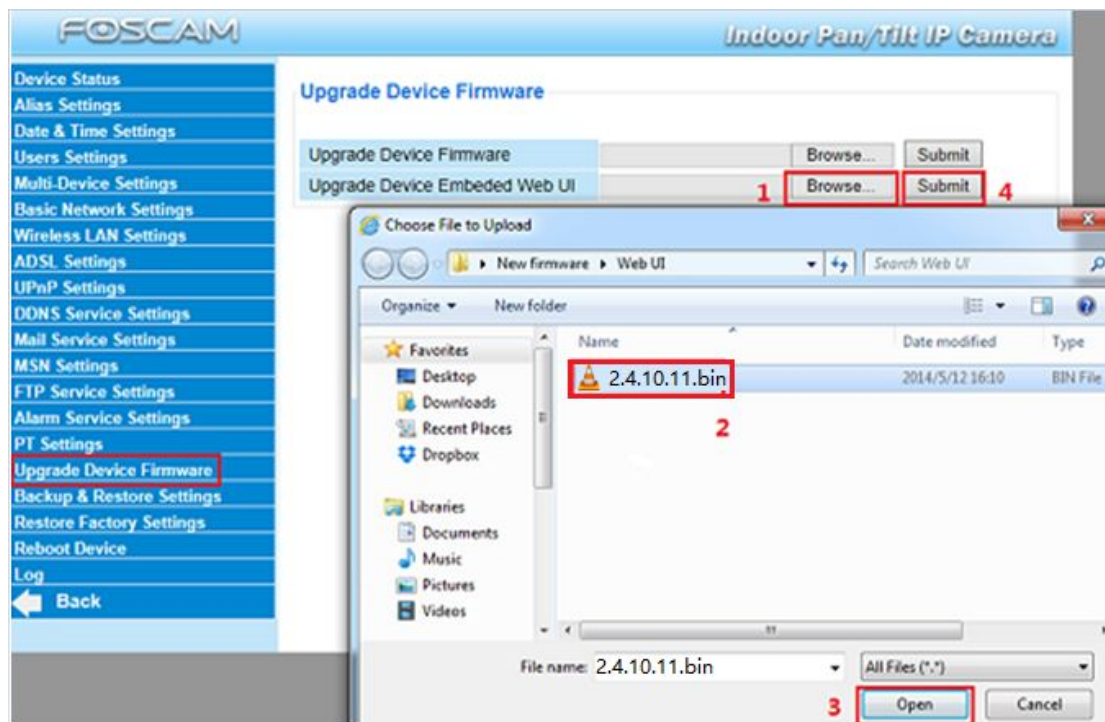 FOSCAM
Indoor Pan/Tilt IP Camera
Device Status
Alias Settings
Date & Time Settings
Users Settings
Multi-Device Settings
Basic Network Settings
Wireless LAN Settings
ADSL Settings
UPnP Settings
DDNS Service Settings
Mail Service Settings
MSN Settings
FTP Service Settings
Alarm Service Settings
PT Settings
Upgrade Device Firmware
Backup & Restore Settings
Restore Factory Settings
Reboot Device
Log
Back
Upgrade Device Firmware
Upgrade Device Firmware Browse... Submit
Upgrade Device Embeded Web UI 1 Browse... Submit 4
Choose File to Upload
New firmware Web UI Search Web UI
Organize New folder
Favorites
Desktop
Downloads
Recent Places
Dropbox
Libraries
Documents
Music
Pictures
Videos
Name Date modified Type
2.4.10.11.bin 2014/5/12 16:10 BIN File
2
File name: 2.4.10.11.bin All Files (*.*)
3 Open Cancel